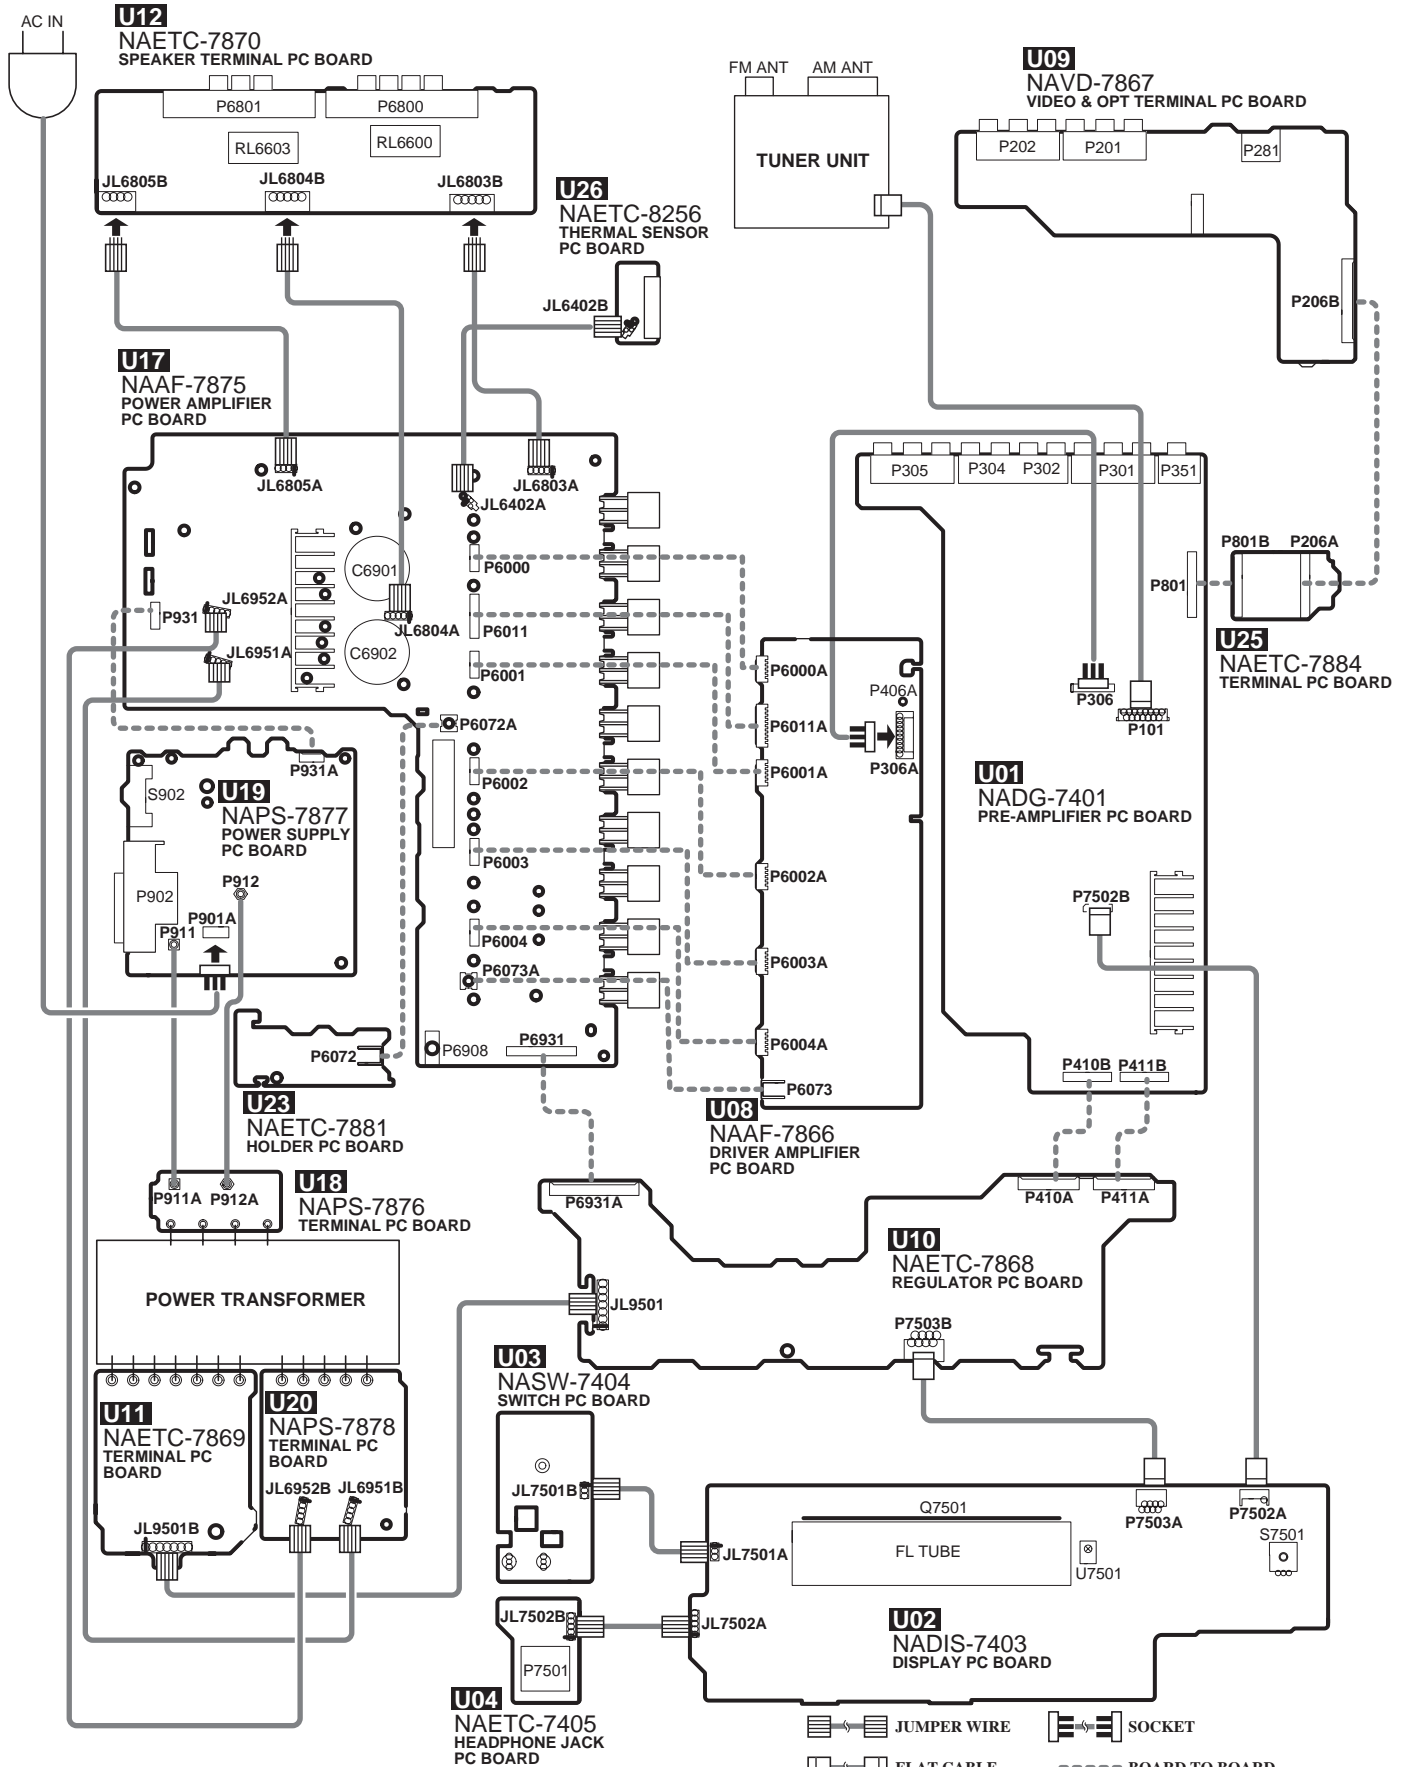 AC IN
U12
NAETC-7870
SPEAKER TERMINAL PC BOARD
P6801
P6800
RL6603
RL6600
JL6805B
JL6804B
JL6803B
U26
NAETC-8256
THERMAL SENSOR
PC BOARD
JL6402B
FM ANT
AM ANT
TUNER UNIT
U09
NAVD-7867
VIDEO & OPT TERMINAL PC BOARD
P202
P201
P281
P206B
U17
NAAF-7875
POWER AMPLIFIER
PC BOARD
JL6805A
JL6402A
JL6803A
C6901
C6902
JL6952A
JL6804A
JL6951A
P931
P6000
P6011
P6001
P6072A
P6002
P6003
P6004
P6073A
P6908
P6931
P305
P304
P302
P301
P351
P801
P801B
P206A
U25
NAETC-7884
TERMINAL PC BOARD
P306
P101
U01
NADG-7401
PRE-AMPLIFIER PC BOARD
P7502B
P410B
P411B
P6000A
P406A
P6011A
P306A
P6001A
P6002A
P6003A
P6004A
P6073
U08
NAAF-7866
DRIVER AMPLIFIER
PC BOARD
P931A
S902
U19
NAPS-7877
POWER SUPPLY
PC BOARD
P902
P912
P901A
P911
P6072
U23
NAETC-7881
HOLDER PC BOARD
P911A
P912A
U18
NAPS-7876
TERMINAL PC BOARD
POWER TRANSFORMER
P6931A
P410A
P411A
U10
NAETC-7868
REGULATOR PC BOARD
JL9501
P7503B
U11
NAETC-7869
TERMINAL PC
BOARD
JL9501B
U20
NAPS-7878
TERMINAL PC
BOARD
JL6952B
JL6951B
U03
NASW-7404
SWITCH PC BOARD
JL7501B
JL7502B
P7501
U04
NAETC-7405
HEADPHONE JACK
PC BOARD
JL7501A
JL7502A
Q7501
FL TUBE
U7501
P7503A
P7502A
S7501
U02
NADIS-7403
DISPLAY PC BOARD
JUMPER WIRE
SOCKET
FLAT CABLE
BOARD TO BOARD